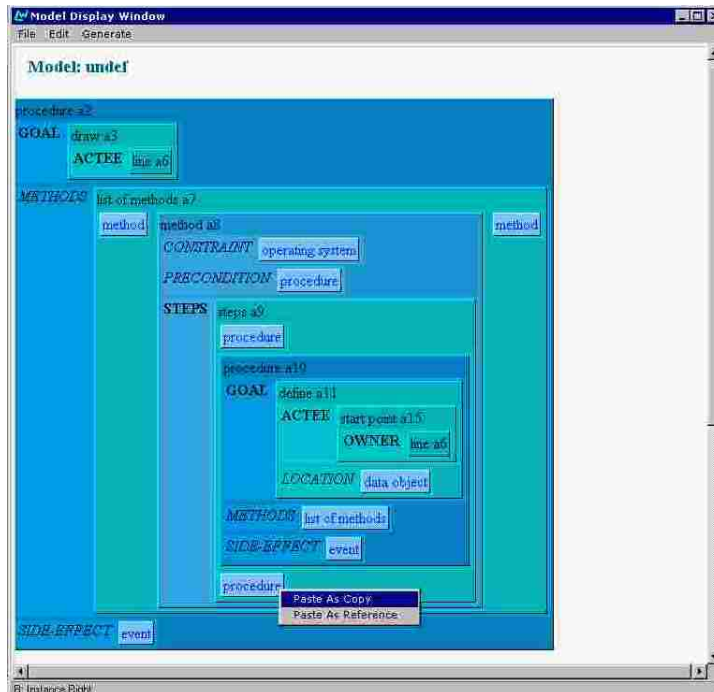 Model Display Window
File Edit Generate
Model: undef
procedure a2
GOAL draw a3
ACTEE line a6
METHODS list of methods a7
method method a8 method
CONSTRAINT operating system
PRECONDITION procedure
STEPS steps a9
procedure
procedure a10
GOAL define a11
ACTEE start point a15
OWNER line a6
LOCATION data object
METHODS list of methods
SIDE-EFFECT event
procedure
Paste As Copy
Paste As Reference
SIDE-EFFECT event
R: Instance Right